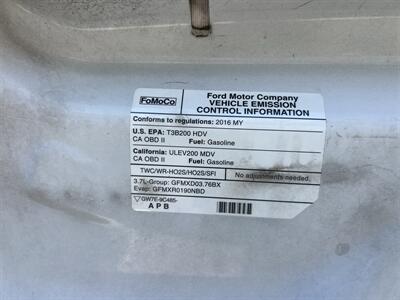 FoMoCo
Ford Motor Company
VEHICLE EMISSION
CONTROL INFORMATION
Conforms to regulations: 2016 MY
U.S. EPA: T3B200 HDV
CA OBD II Fuel: Gasoline
California: ULEV200 MDV
CA OBD II Fuel: Gasoline
TWC/WR-HO2S/HO2S/SFI No adjustments needed.
3.7L-Group: GFMXD03.76BX
Evap: GFMXR0190NBD
GW7E-9C485-
APB